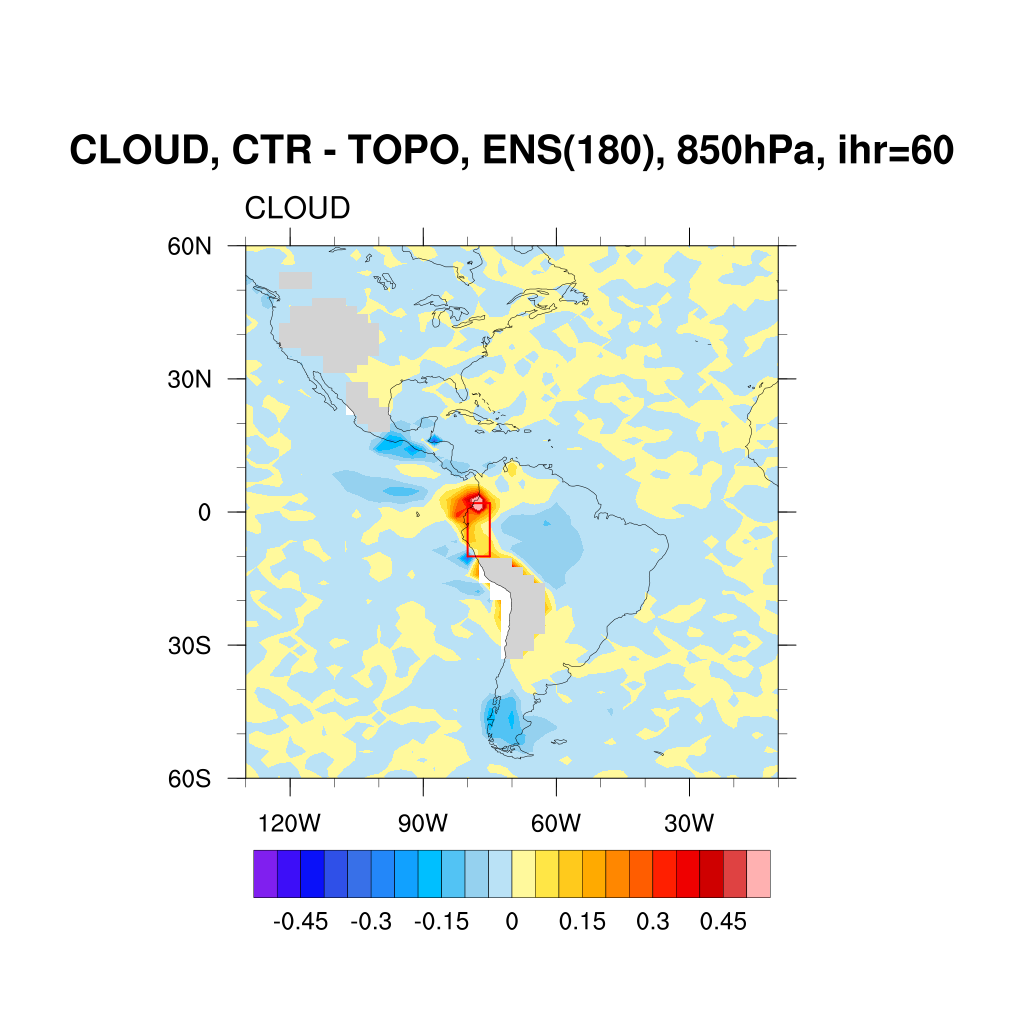 CLOUD, CTR - TOPO, ENS(180), 850hPa, ihr=60
CLOUD
60N
30N
0
30S
60S
120W 90W 60W 30W
-0.45 -0.3 -0.15 0 0.15 0.3 0.45